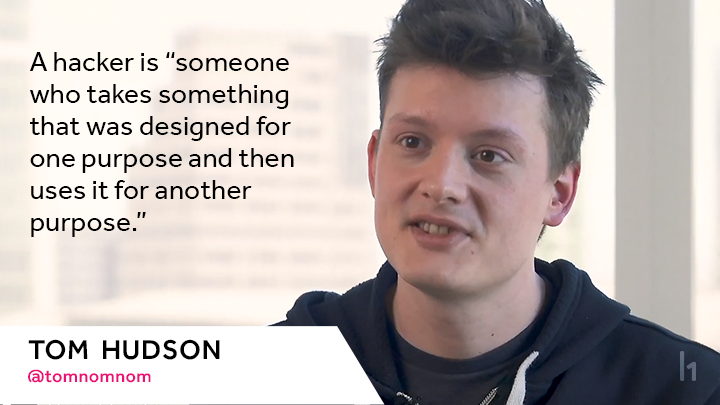 A hacker is “someone
who takes something
that was designed for
one purpose and then
uses it for another
purpose.”
TOM HUDSON
@tomnomnom
h1